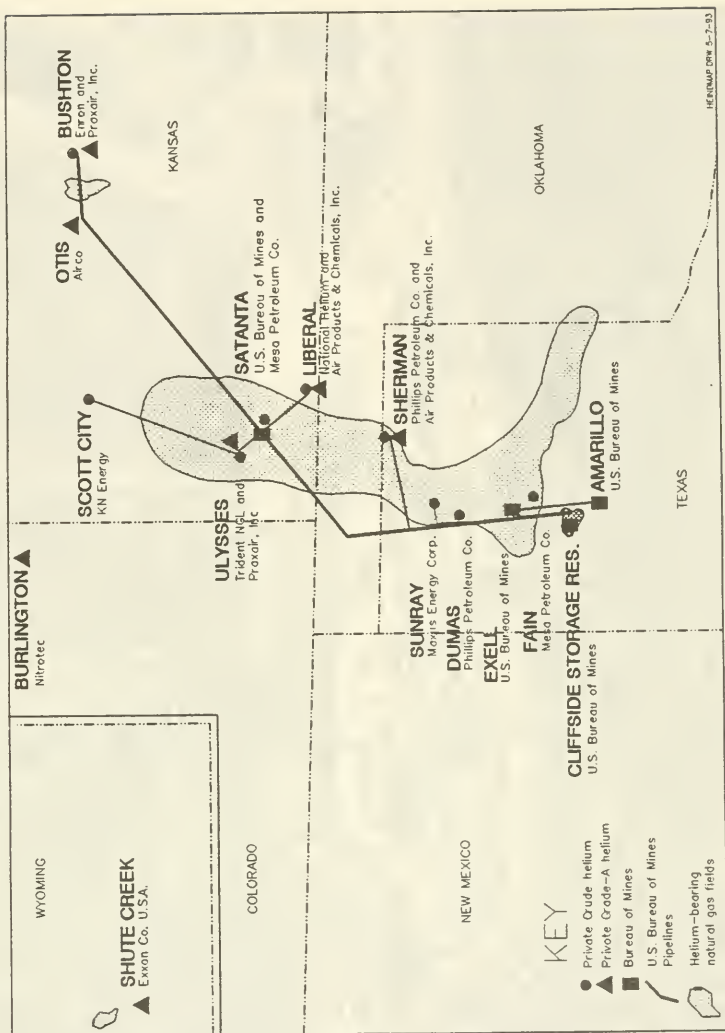 WYOMING
SHUTE CREEK
Exxon Co. U.S.A.
BURLINGTON
Nitrotec
COLORADO
SCOTT CITY
KN Energy
OTIS
Airco
BUSHTON
Enron and
Praxair, Inc.
KANSAS
ULYSSES
Trident NGL and
Praxair, Inc
SATANTA
U.S. Bureau of Mines and
Mesa Petroleum Co.
LIBERAL
National Helium and
Air Products & Chemicals, Inc.
NEW MEXICO
SHERMAN
Phillips Petroleum Co. and
Air Products & Chemicals, Inc.
OKLAHOMA
SUNRAY
Energy Corp.
DUMAS
Phillips Petroleum Co.
EXELL
U.S. Bureau of Mines
FAIN
Mesa Petroleum Co.
CLIFFSIDE STORAGE RES.
U.S. Bureau of Mines
AMARILLO
U.S. Bureau of Mines
TEXAS
KEY
Private Crude helium
Private Grade-A helium
Bureau of Mines
U.S. Bureau of Mines
Pipelines
Helium-bearing
natural gas fields
5-7-93